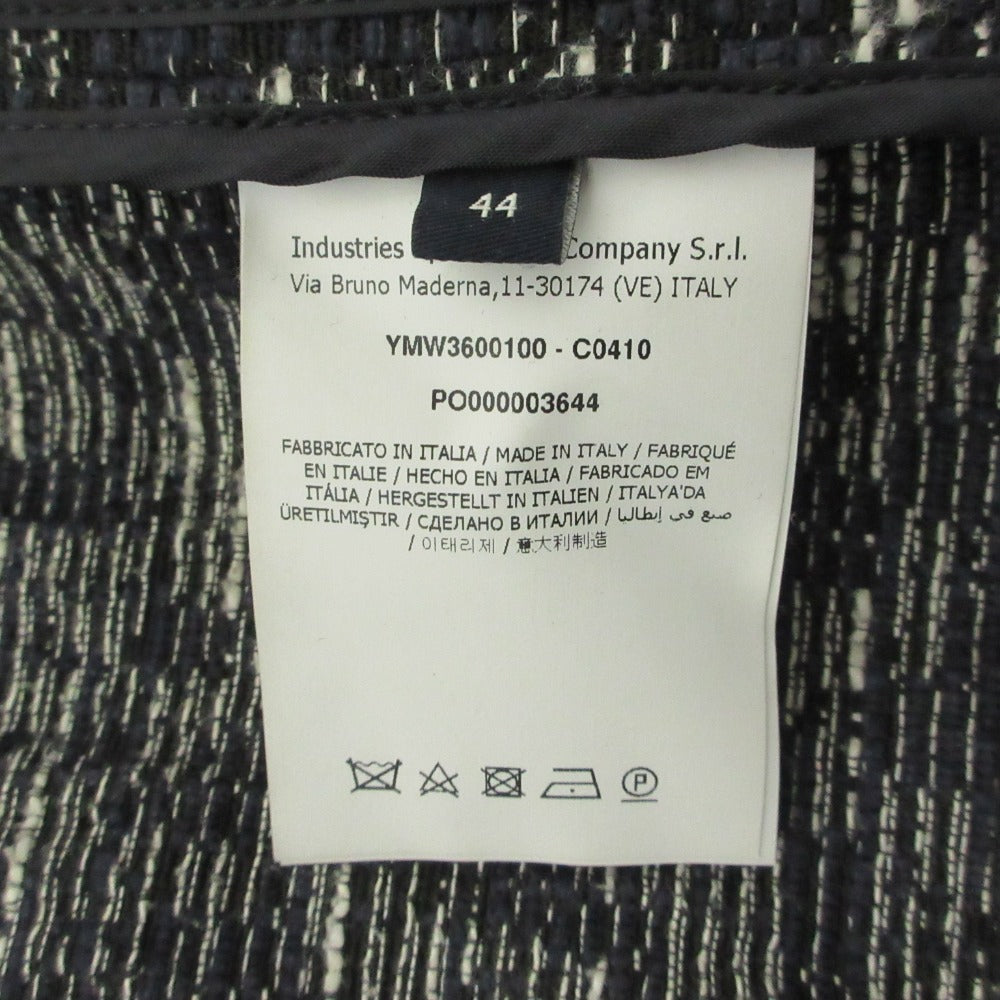 44
Industries Company S.r.l.
Via Bruno Maderna,11-30174 (VE) ITALY
YMW3600100 - C0410
PO000003644
FABBRICATO IN ITALIA / MADE IN ITALY / FABRIQUÉ
EN ITALIE / HECHO EN ITALIA / FABRICADO EM
ITÁLIA / HERGESTELLT IN ITALIEN / ITALYA'DA
ÜRETILMIŞTIR / СДЕЛАНО В ИТАЛИИ / صنع في إيطاليا
/ 이태리제 / 意大利制造
P